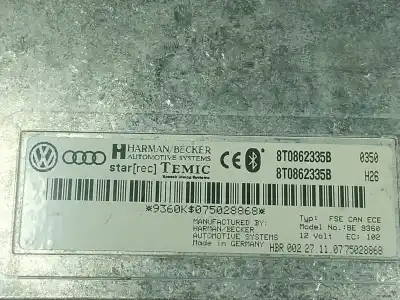 HARMAN/BECKER
AUTOMOTIVE SYSTEMS
star[rec] TEMIC
CE
8T0862335B 0350
8T0862335B H26
*9360K$075028868*
MANUFACTURED BY:
HARMAN/BECKER
AUTOMOTIVE SYSTEMS
Made in GERMANY
Typ: FSE CAN ECE
Model No.:BE 9360
12 Volt EC: 102
HBR 002 27.11.07 75028868